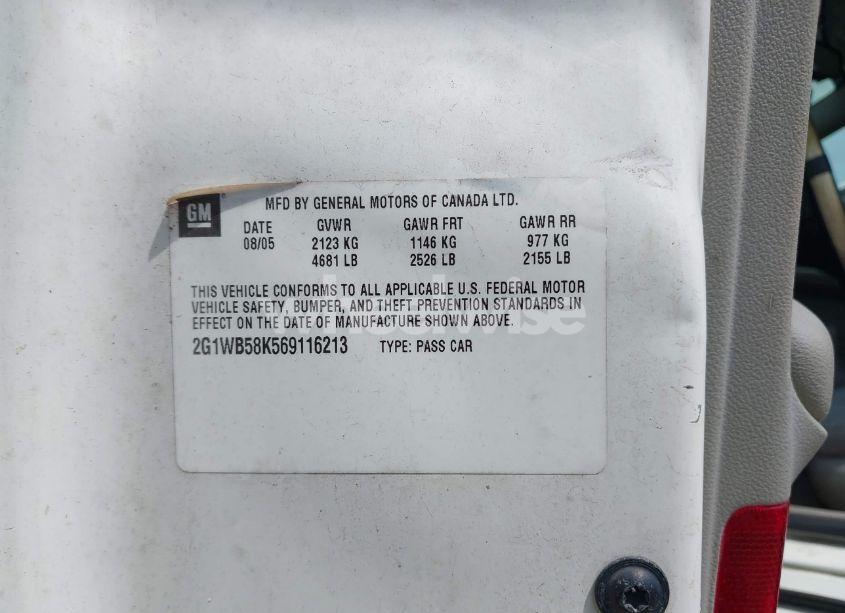 GM
MFD BY GENERAL MOTORS OF CANADA LTD.
DATE GVWR GAWR FRT GAWR RR
08/05 2123 KG 1146 KG 977 KG
4681 LB 2526 LB 2155 LB
THIS VEHICLE CONFORMS TO ALL APPLICABLE U.S. FEDERAL MOTOR
VEHICLE SAFETY, BUMPER, AND THEFT PREVENTION STANDARDS IN
EFFECT ON THE DATE OF MANUFACTURE SHOWN ABOVE.
2G1WB58K569116213 TYPE: PASS CAR